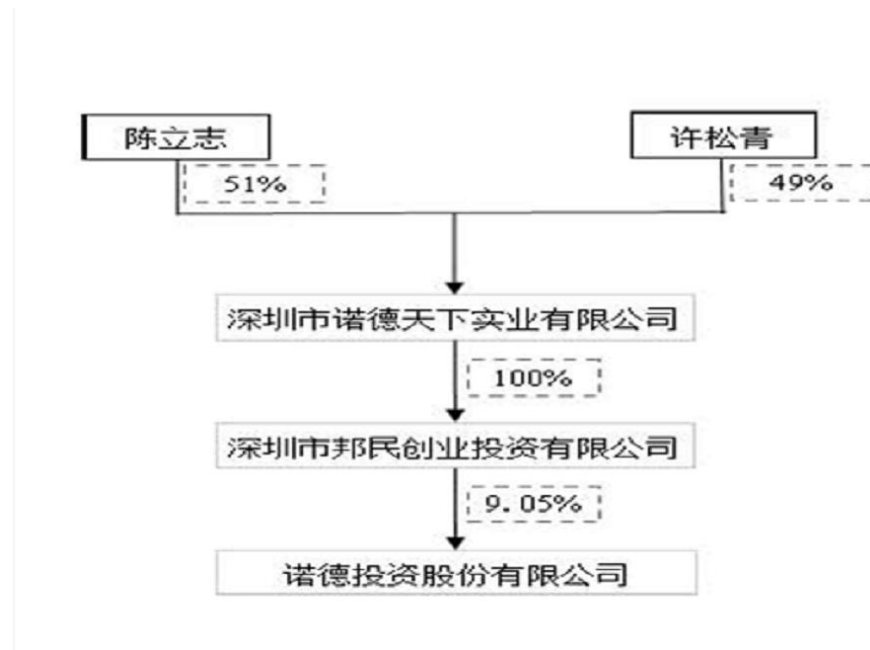 陈立志
许松青
51%
49%
深圳市诺德天下实业有限公司
100%
深圳市邦民创业投资有限公司
9.05%
诺德投资股份有限公司